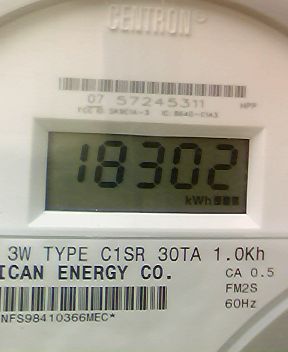 CENTRON®
07 57245311
HPP
18302
kWh
3W TYPE C1SR 30TA 1.0Kh
ICAN ENERGY CO.
CA 0.5
FM2S
60Hz
NFS98410366MEC*